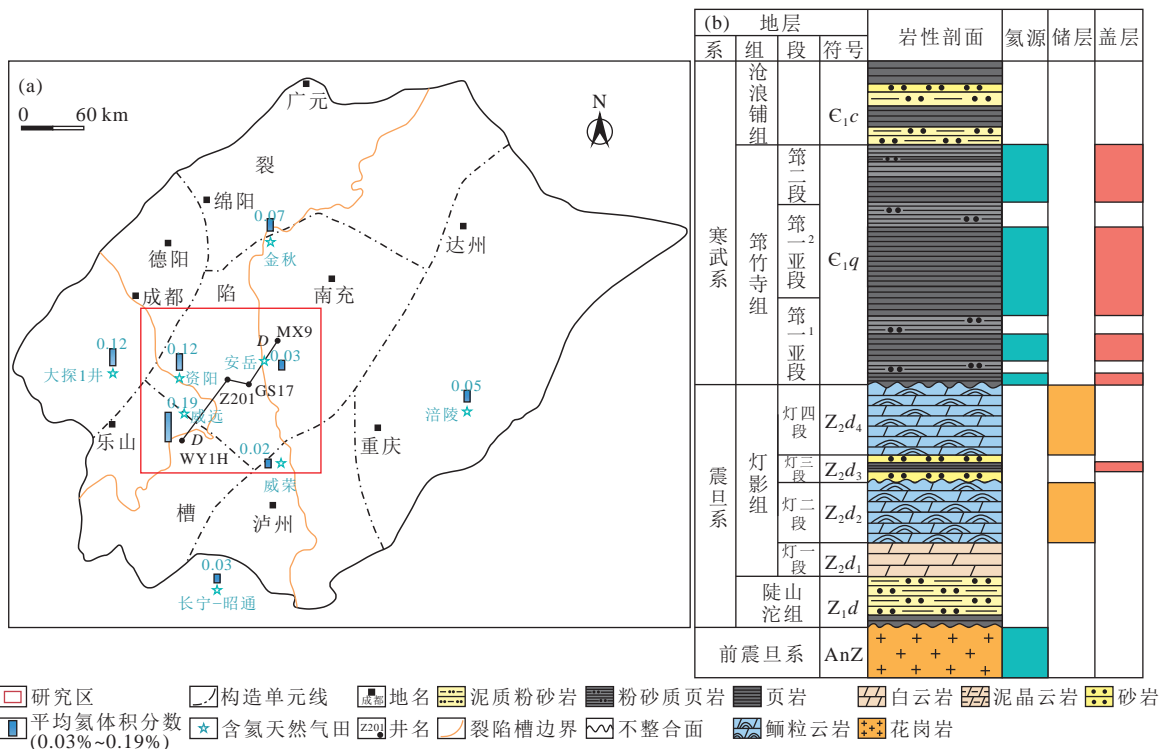 (a)
0 60 km
N
广元
裂
绵阳
0.07
金秋
德阳
达州
成都
陷
南充
MX9
D
0.12
大探1井
0.12
资阳
安岳
0.03
GS17
Z201
0.19
威远
0.05
涪陵
乐山
D
WY1H
重庆
0.02
威荣
槽
泸州
0.03
长宁-昭通
(b) 地层 岩性剖面 氦源 储层 盖层
系 组 段 符号
沧浪铺组 Є₁c
寒武系
筇竹寺组 Є₁q
筇二段
筇一²亚段
筇一¹亚段
震旦系
灯影组
灯四段 Z₂d₄
灯三段 Z₂d₃
灯二段 Z₂d₂
灯一段 Z₂d₁
陡山沱组 Z₁d
前震旦系 AnZ
研究区 构造单元线 成都 地名 泥质粉砂岩 粉砂质页岩 页岩 白云岩 泥晶云岩 砂岩
平均氦体积分数 (0.03%~0.19%) 含氦天然气田 Z201 井名 裂陷槽边界 不整合面 鲕粒云岩 花岗岩